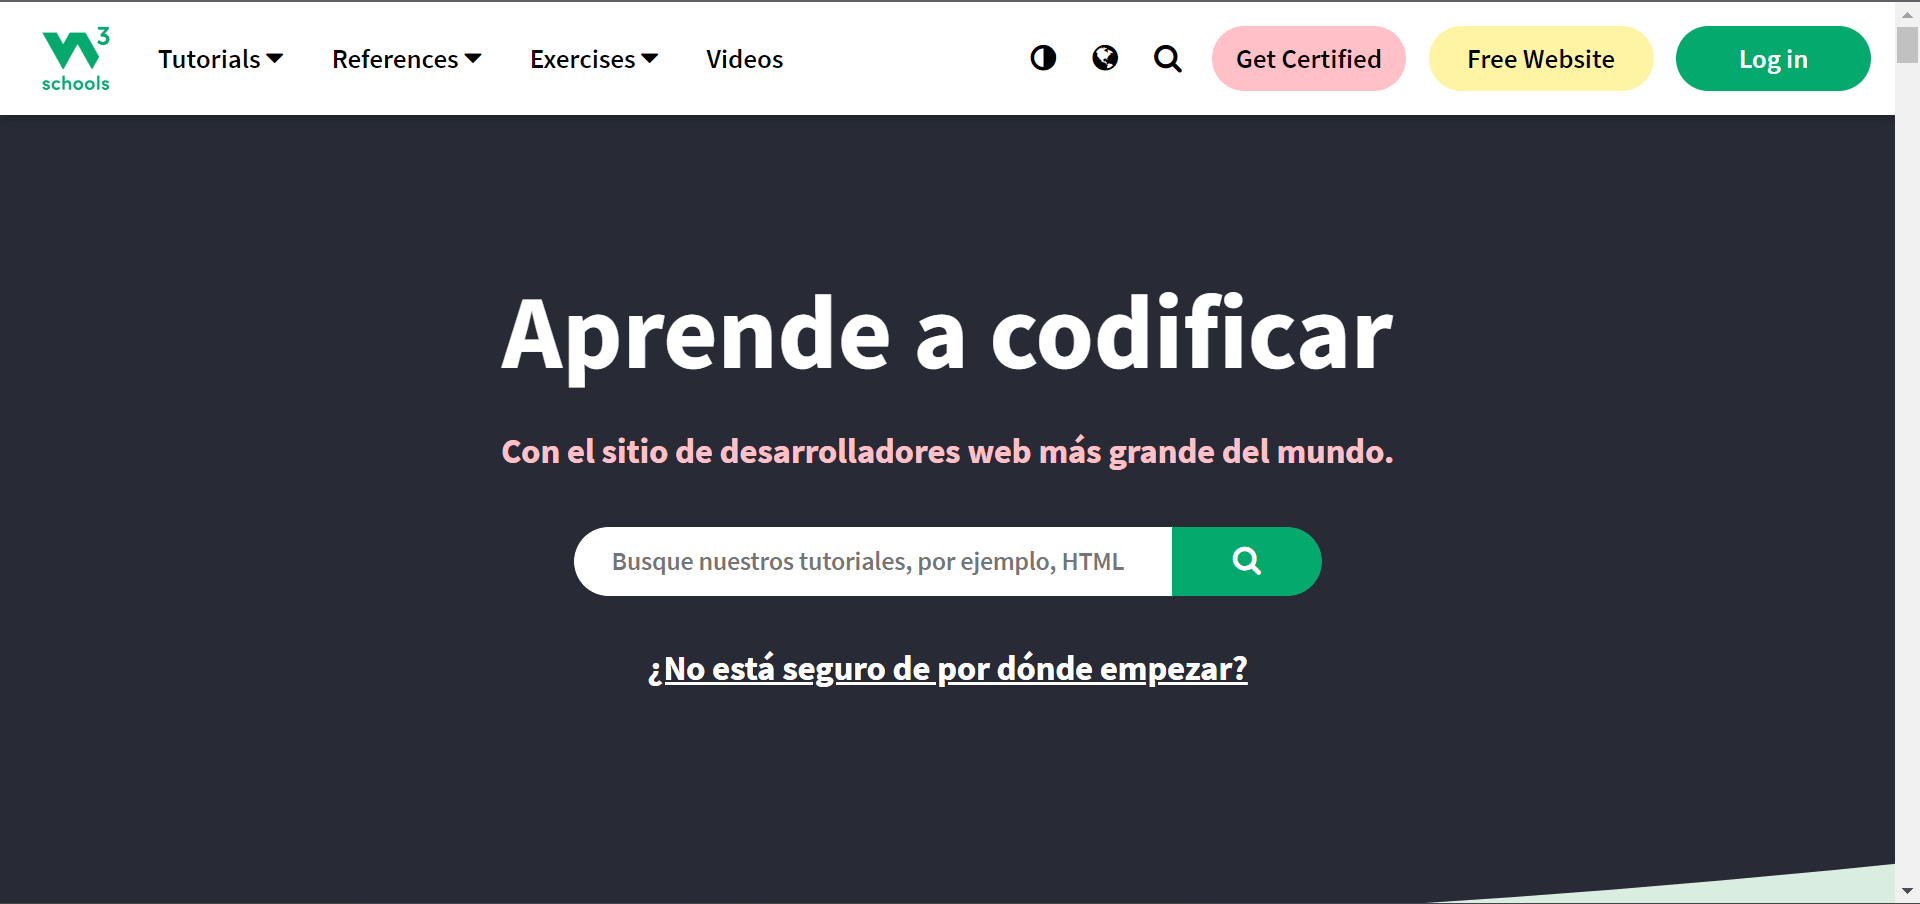 3
schools
Tutorials References Exercises Videos Get Certified Free Website Log in
Aprende a codificar
Con el sitio de desarrolladores web más grande del mundo.
Busque nuestros tutoriales, por ejemplo, HTML
¿No está seguro de por dónde empezar?